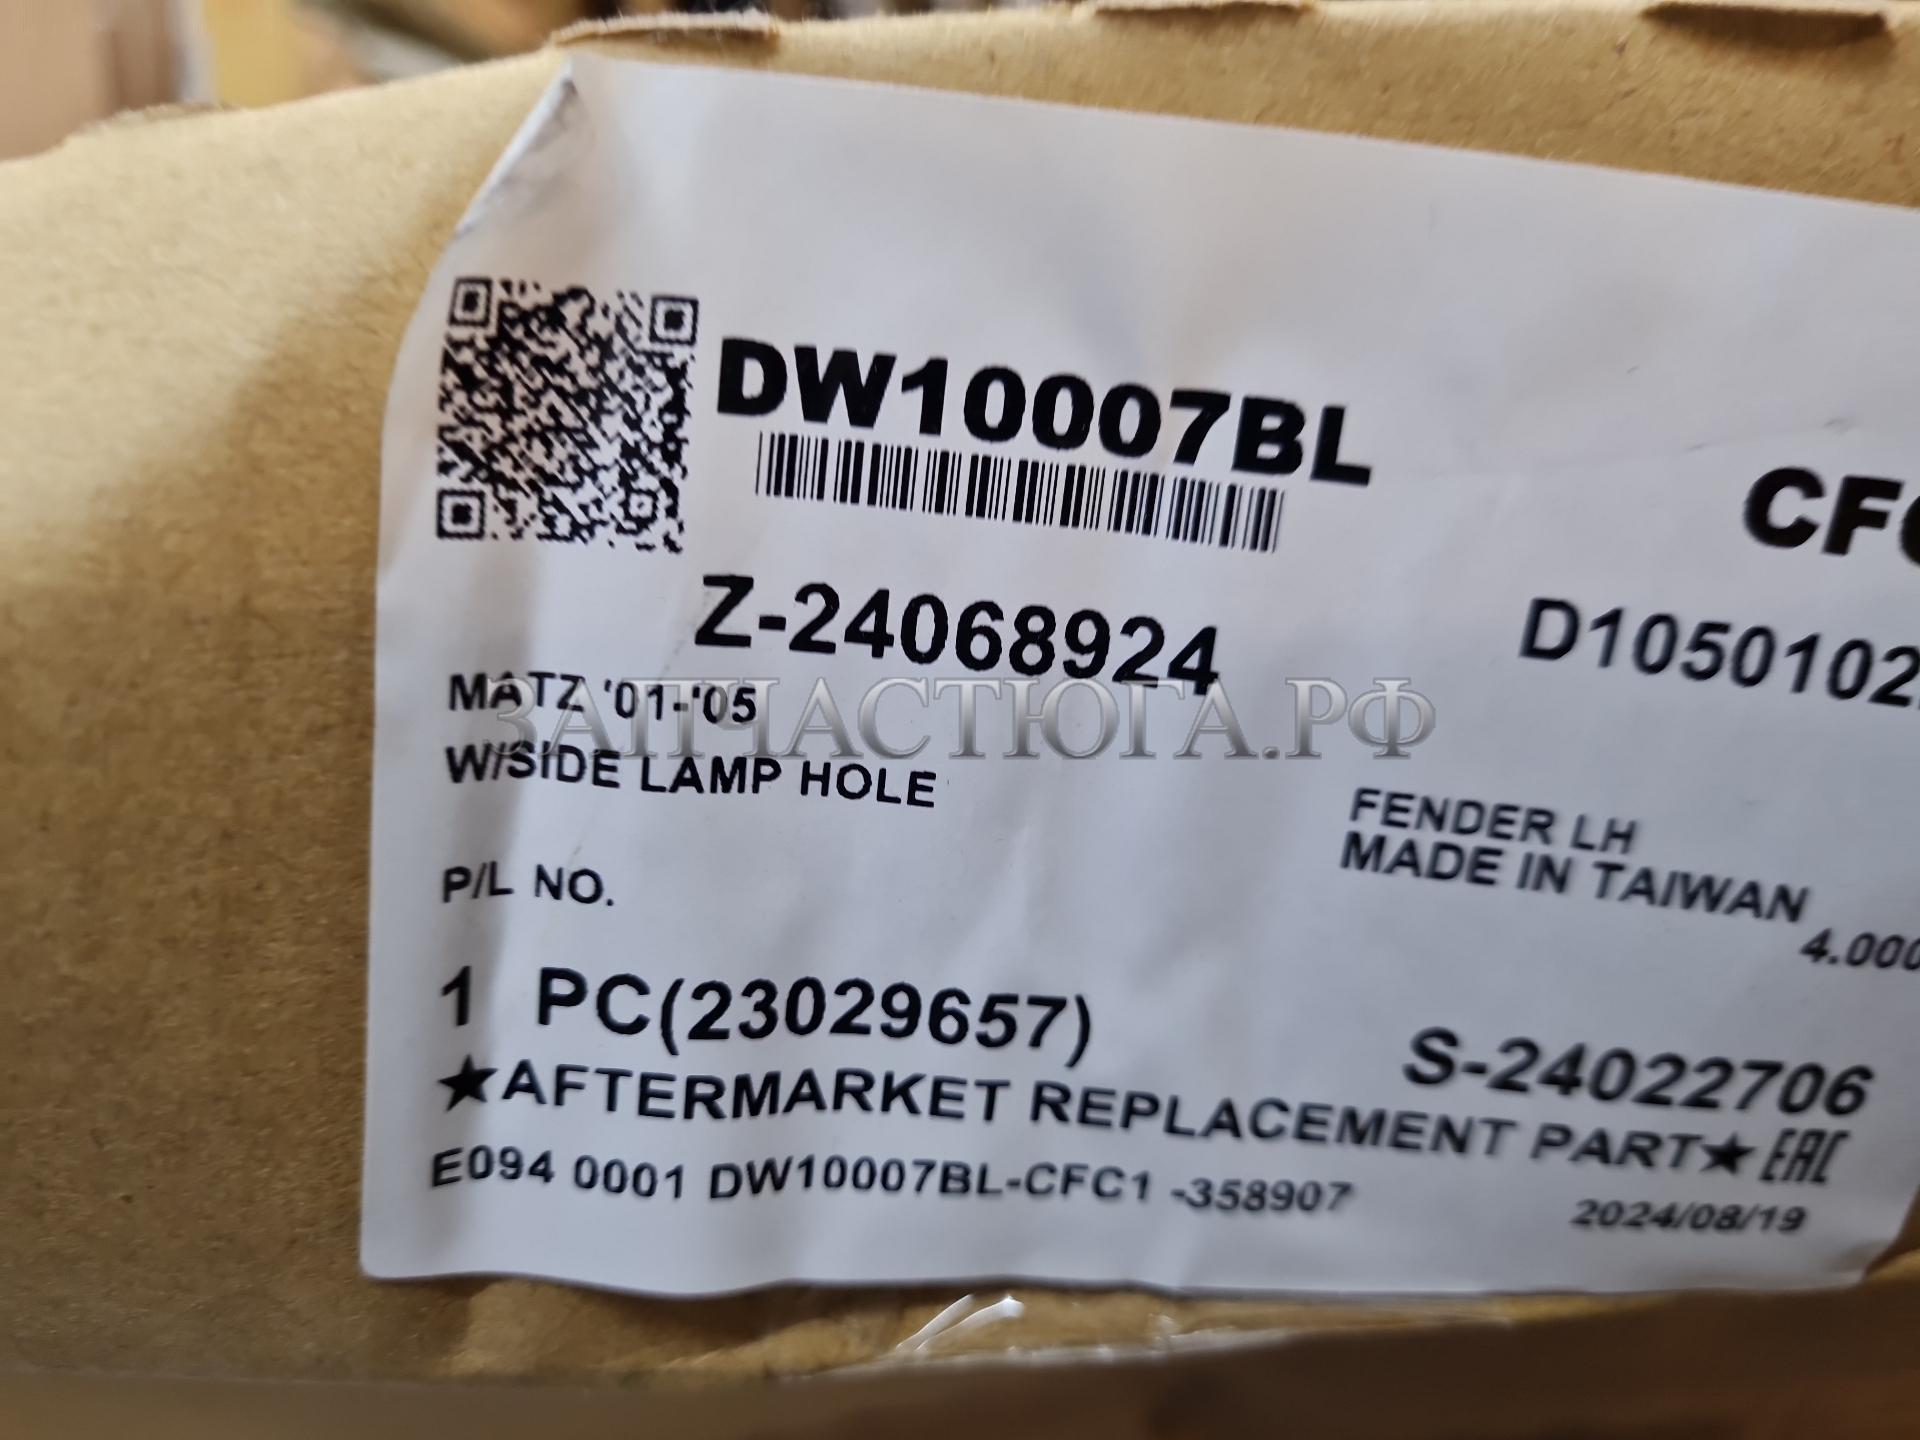 DW10007BL
CFC
Z-24068924
D1050102
MATZ '01-'05
W/SIDE LAMP HOLE
ЗАПЧАСТЮГА.РФ
FENDER LH
MADE IN TAIWAN
P/L NO.
4.000
1 PC(23029657)
S-24022706
★AFTERMARKET REPLACEMENT PART★ EAC
E094 0001 DW10007BL-CFC1 -358907
2024/08/19